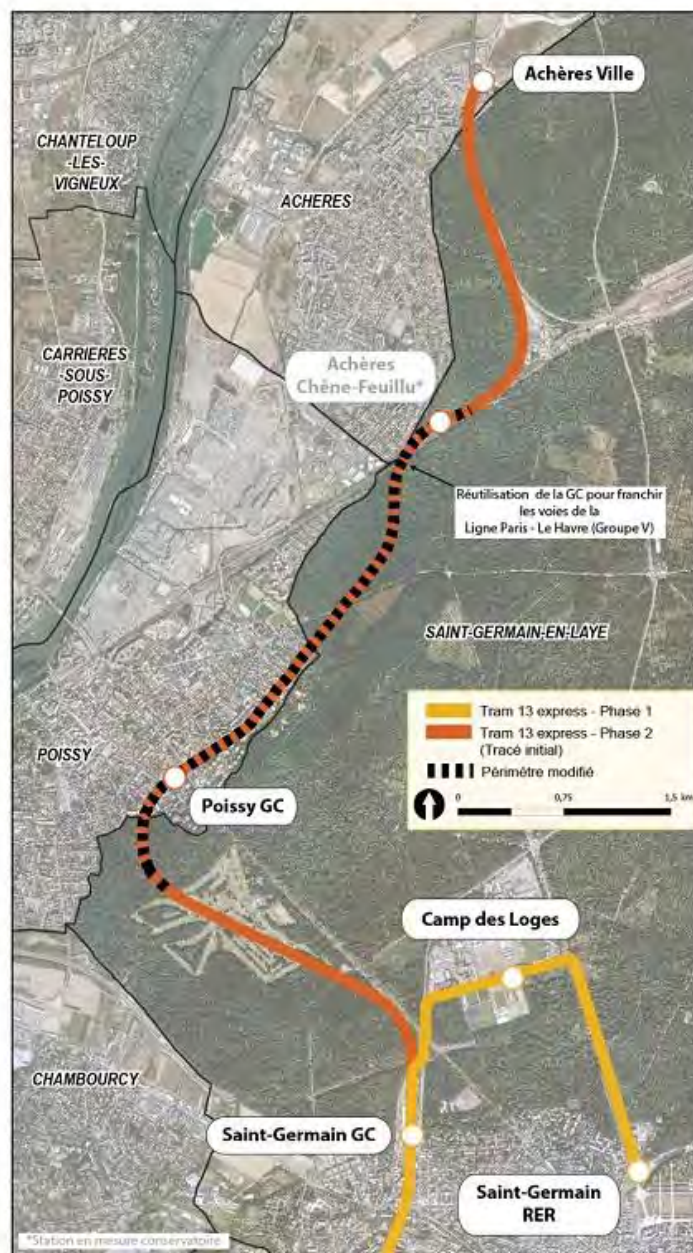 Achères Ville
CHANTELOUP
-LES-
VIGNEUX
ACHERES
CARRIERES
-SOUS-
POISSY
Achères
Chêne-Feuillu*
Réutilisation de la GC pour franchir
les voies de la
Ligne Paris - Le Havre (Groupe V)
SAINT-GERMAIN-EN-LAYE
Tram 13 express - Phase 1
Tram 13 express - Phase 2
(Tracé initial)
Périmètre modifié
0 0,75 1,5 km
POISSY
Poissy GC
Camp des Loges
CHAMBOURCY
Saint-Germain GC
Saint-Germain
RER
*Station en mesure conservatoire